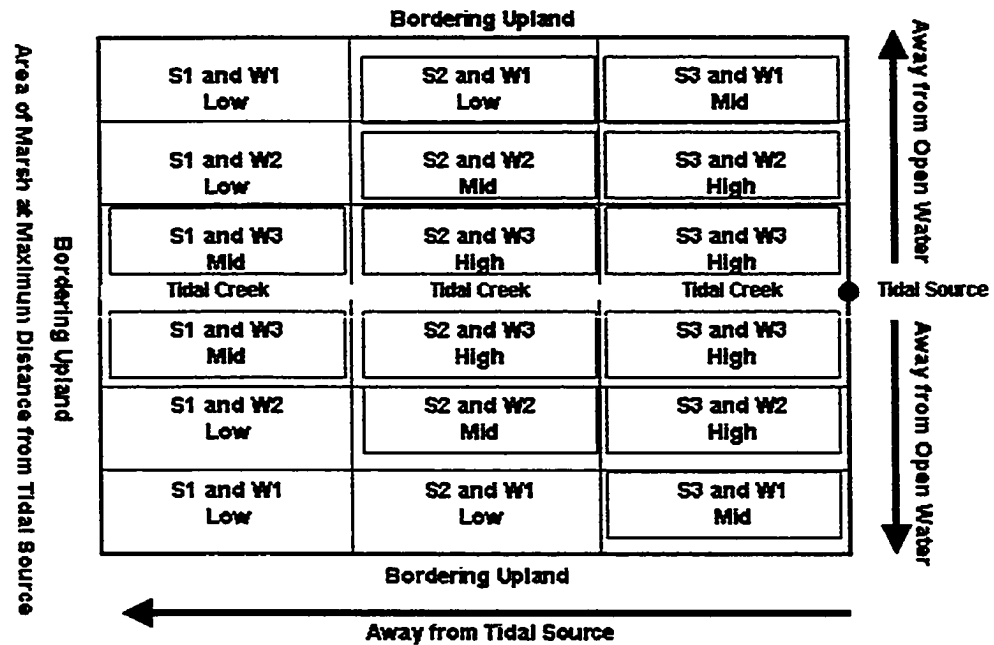 Bordering Upland
S1 and W1
Low
S2 and W1
Low
S3 and W1
Mid
S1 and W2
Low
S2 and W2
Mid
S3 and W2
High
S1 and W3
Mid
S2 and W3
High
S3 and W3
High
Tidal Creek
Tidal Creek
Tidal Creek
Tidal Source
S1 and W3
Mid
S2 and W3
High
S3 and W3
High
S1 and W2
Low
S2 and W2
Mid
S3 and W2
High
S1 and W1
Low
S2 and W1
Low
S3 and W1
Mid
Bordering Upland
Away from Tidal Source
Area of Marsh at Maximum Distance from Tidal Source
Bordering Upland
Away from Open Water
Away from Open Water